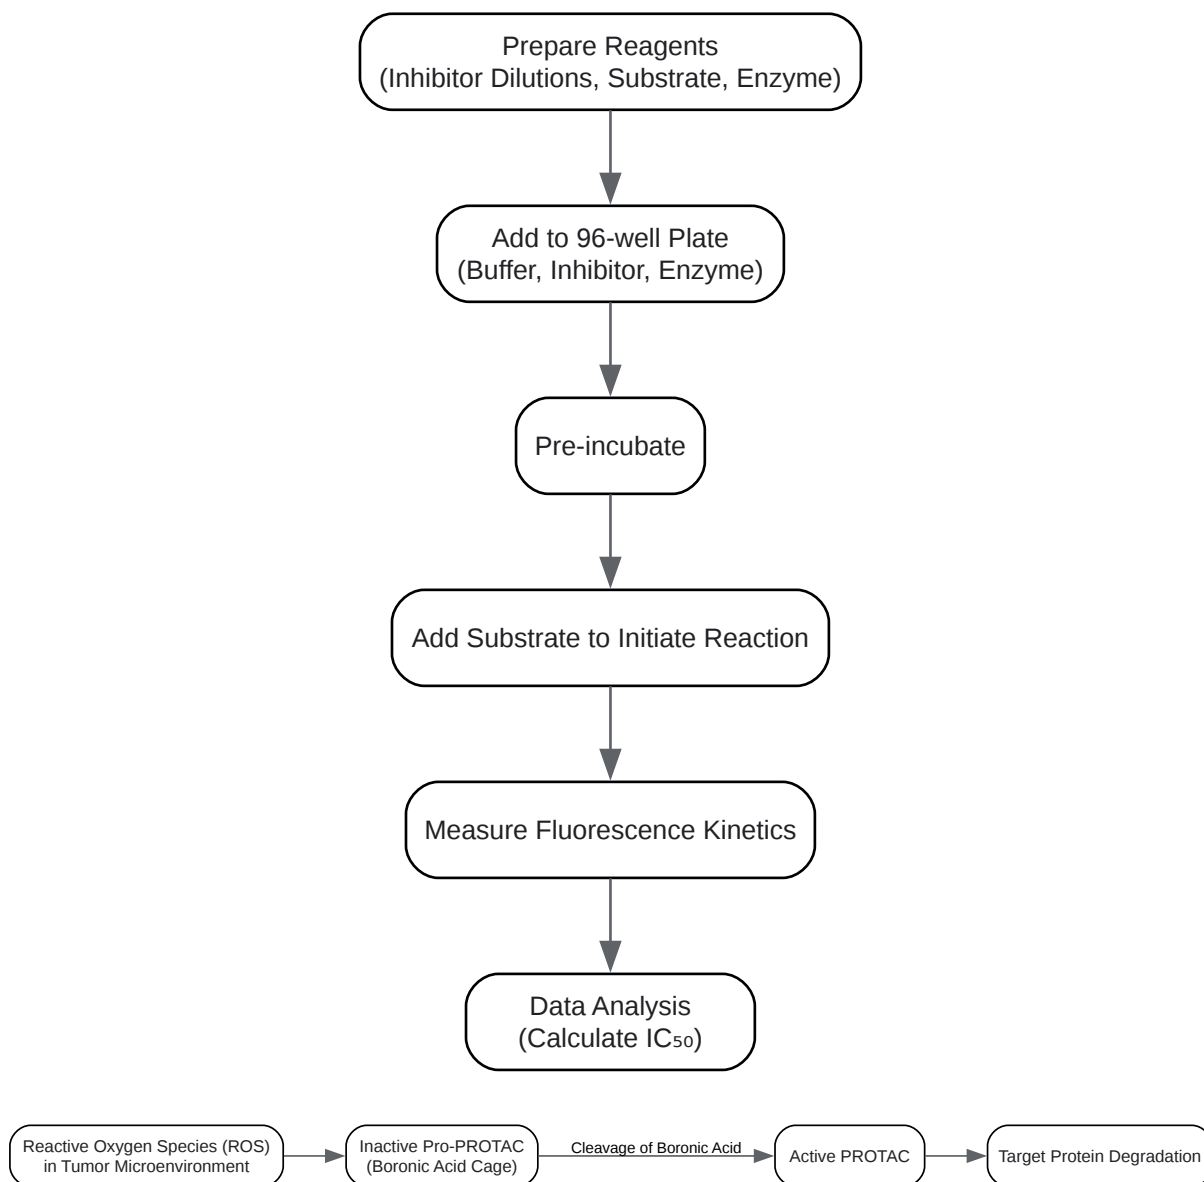 Prepare Reagents
(Inhibitor Dilutions, Substrate, Enzyme)
Add to 96-well Plate
(Buffer, Inhibitor, Enzyme)
Pre-incubate
Add Substrate to Initiate Reaction
Measure Fluorescence Kinetics
Data Analysis
(Calculate IC₅₀)
Reactive Oxygen Species (ROS)
in Tumor Microenvironment
Inactive Pro-PROTAC
(Boronic Acid Cage)
Cleavage of Boronic Acid
Active PROTAC
Target Protein Degradation